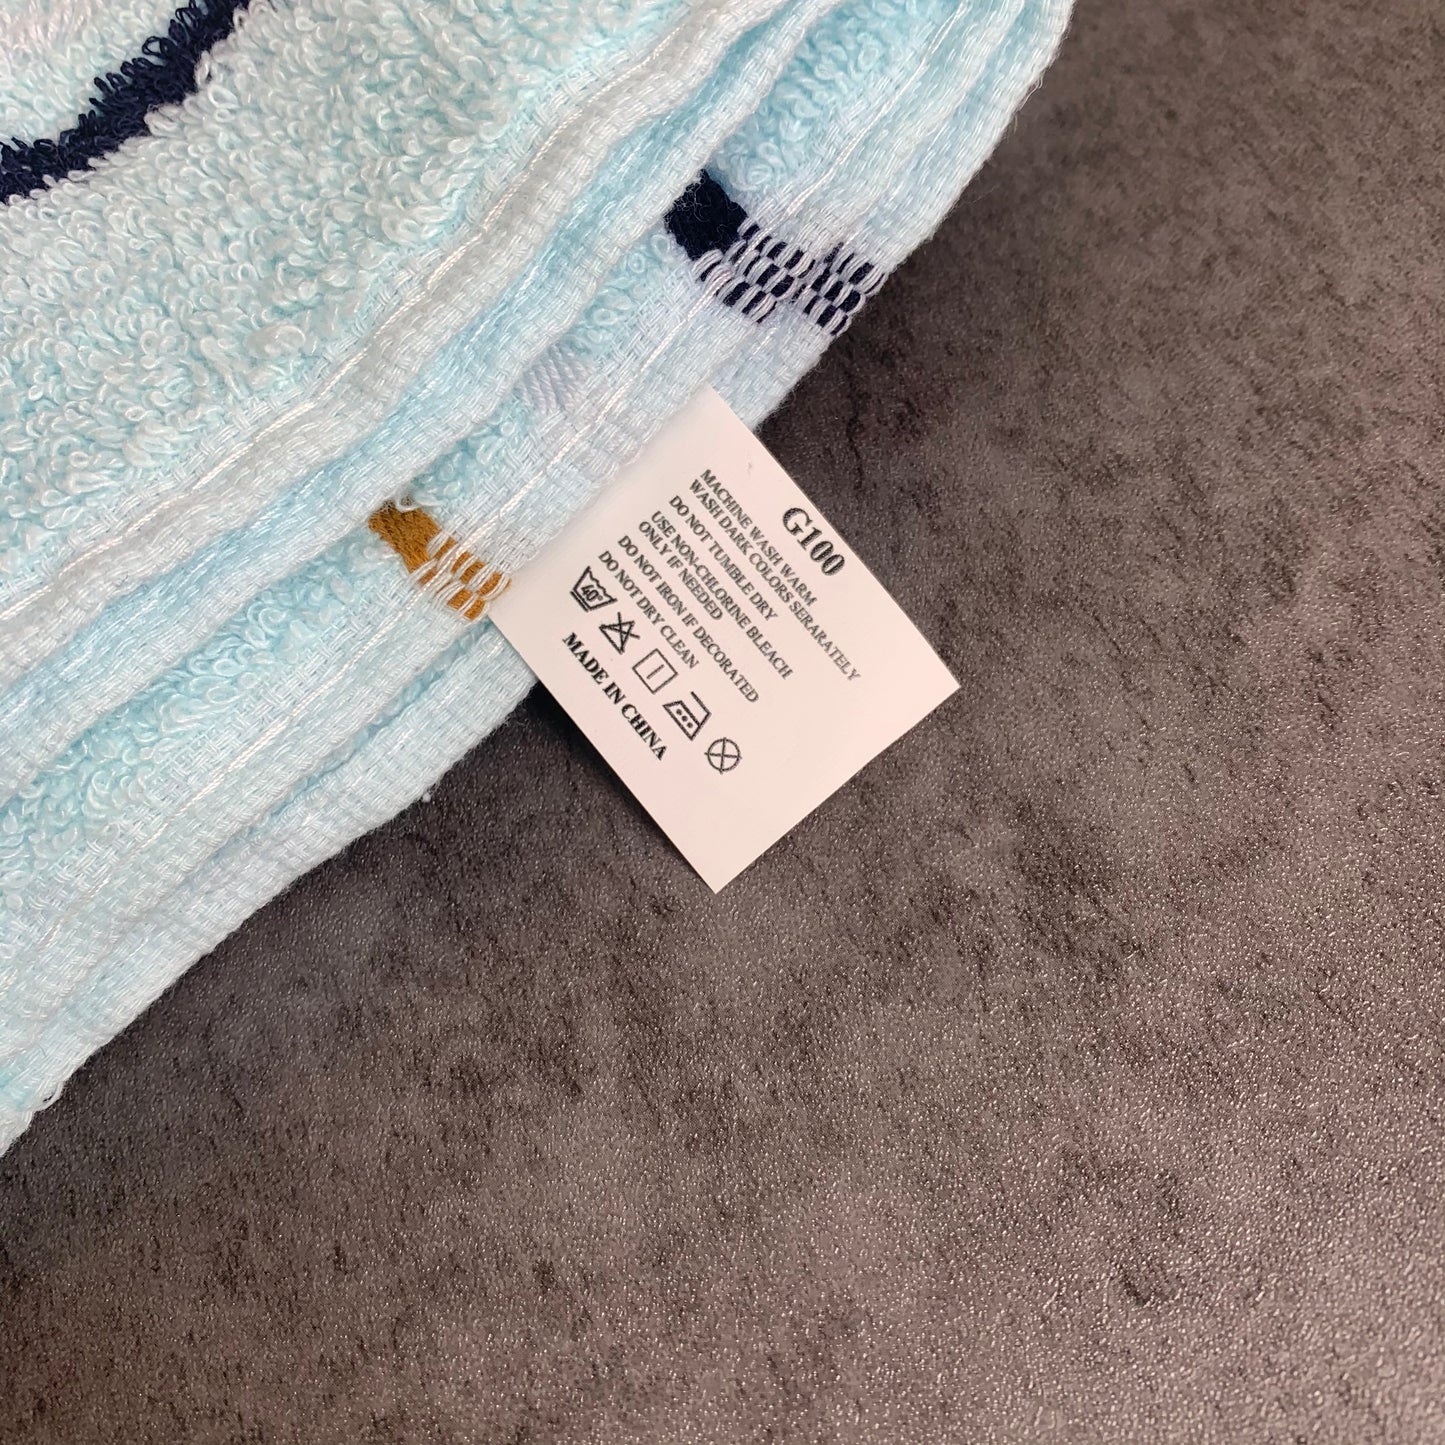 G100
MACHINE WASH WARM
WASH DARK COLORS SERARATELY
DO NOT TUMBLE DRY
USE NON-CHLORINE BLEACH
ONLY IF NEEDED
DO NOT IRON IF DECORATED
DO NOT DRY CLEAN
40
MADE IN CHINA